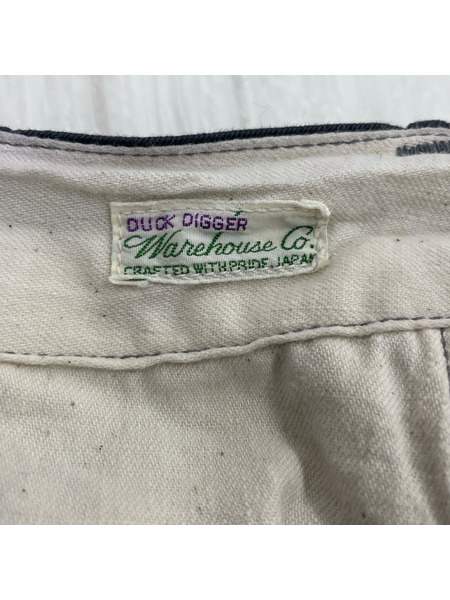 DUCK DIGGER
Warehouse Co.
CRAFTED WITH PRIDE, JAPAN